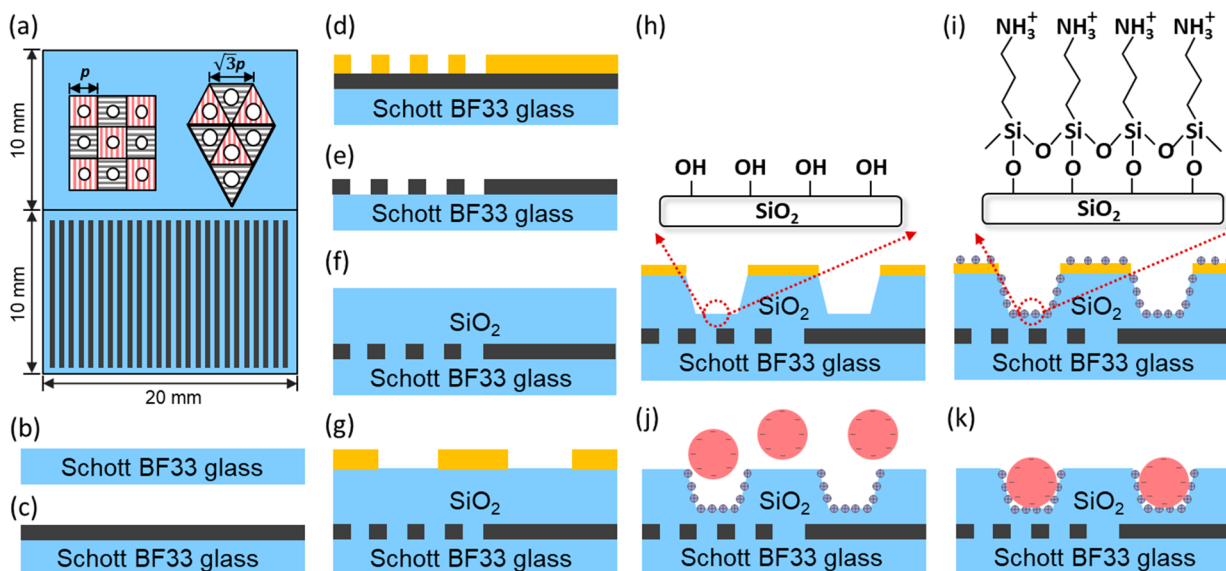 (a)
p
√3p
10 mm
10 mm
20 mm
(b)
Schott BF33 glass
(c)
Schott BF33 glass
(d)
Schott BF33 glass
(e)
Schott BF33 glass
(f)
SiO2
Schott BF33 glass
(g)
SiO2
Schott BF33 glass
(h)
OH OH OH OH
SiO2
SiO2
Schott BF33 glass
(i)
NH3+ NH3+ NH3+ NH3+
Si Si Si Si
O O O
O O O O
SiO2
SiO2
Schott BF33 glass
(j)
SiO2
Schott BF33 glass
(k)
SiO2
Schott BF33 glass